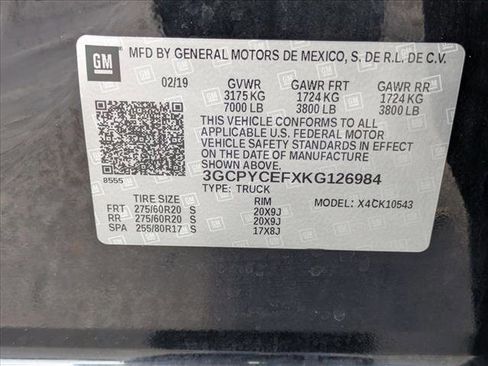 GM
MFD BY GENERAL MOTORS DE MEXICO, S. DE R.L. DE C.V.
02/19 GVWR GAWR FRT GAWR RR
3175 KG 1724 KG 1724 KG
7000 LB 3800 LB 3800 LB
THIS VEHICLE CONFORMS TO ALL
APPLICABLE U.S. FEDERAL MOTOR
VEHICLE SAFETY STANDARDS IN EFFECT
ON THE DATE OF MANUFACTURE
SHOWN ABOVE.
8555 3GCPYCEFXKG126984
TYPE: TRUCK
TIRE SIZE RIM MODEL: X4CK10543
FRT 275/60R20 S 20X9J
RR 275/60R20 S 20X9J
SPA 255/80R17 S 17X8J